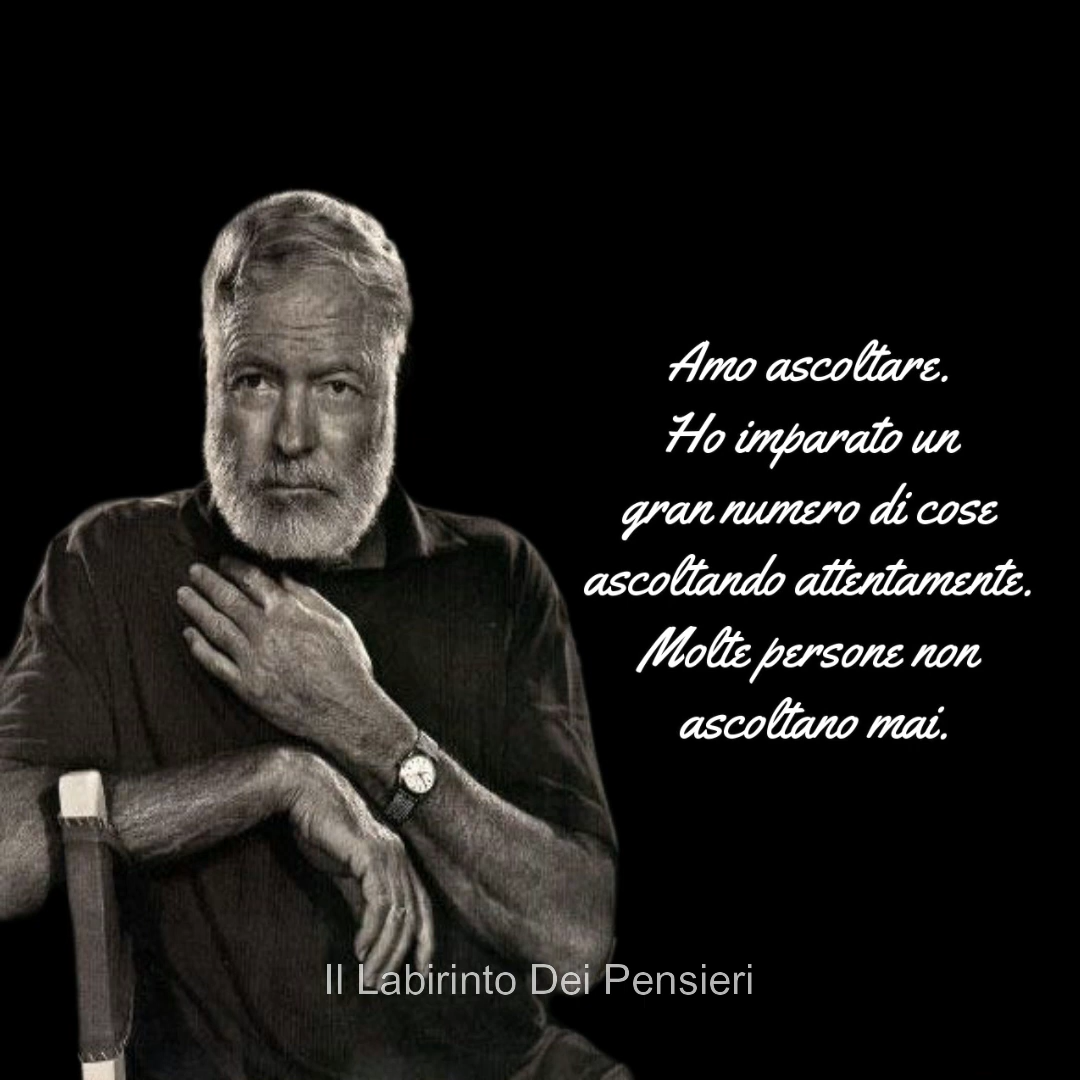 Amo ascoltare.
Ho imparato un
gran numero di cose
ascoltando attentamente.
Molte persone non
ascoltano mai.
Il Labirinto Dei Pensieri